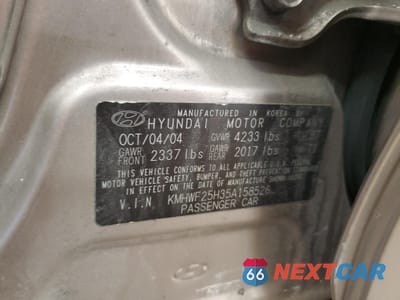 MANUFACTURED IN KOREA BY
HYUNDAI MOTOR COMPANY
OCT/04/04 GVWR 4233 lbs
GAWR FRONT 2337 lbs GAWR REAR 2017 lbs
THIS VEHICLE CONFORMS TO ALL APPLICABLE U.S. FEDERAL
MOTOR VEHICLE SAFETY, BUMPER, AND THEFT
IN EFFECT ON THE DATE OF MANUFACTURE
V.I.N. KMHWF25H35A158526
PASSENGER CAR
66 NEXTCAR